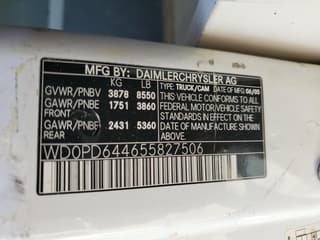 MFG BY: DAIMLERCHRYSLER AG
KG LB
GVWR/PNBV 3878 8550
GAWR/PNBE 1751 3860
FRONT
GAWR/PNBE 2431 5360
REAR
TYPE: TRUCK/CAM DATE OF MFG: 06/05
THIS VEHICLE CONFORMS TO ALL
FEDERAL MOTOR/VEHICLE SAFETY
STANDARDS IN EFFECT ON THE
DATE OF MANUFACTURE SHOWN
ABOVE.
WD0PD644655827506